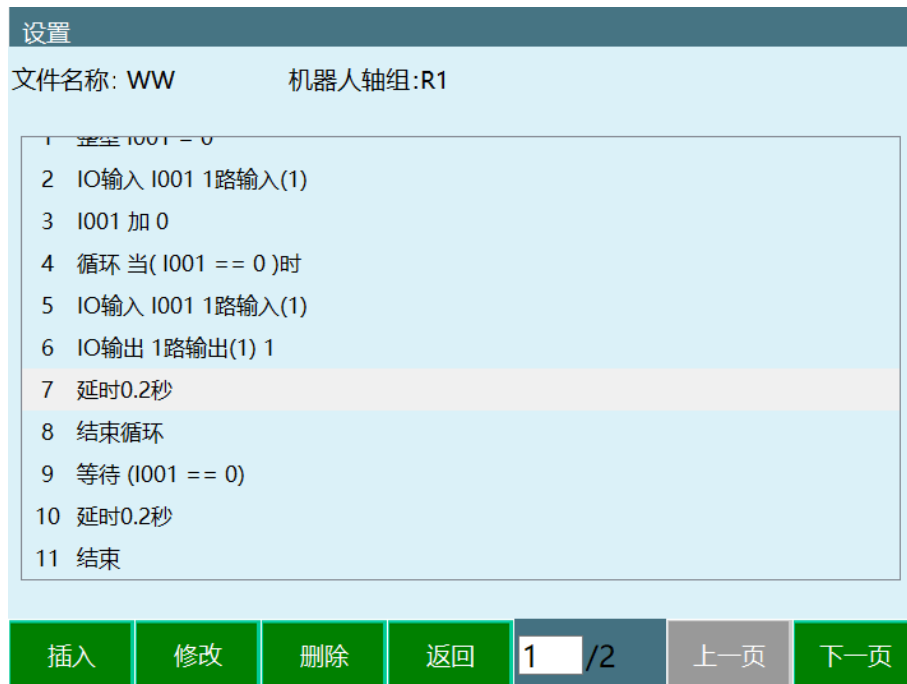 设置
文件名称: WW 机器人轴组:R1
1 整型 I001 = 0
2 IO输入 I001 1路输入(1)
3 I001 加 0
4 循环 当( I001 == 0 )时
5 IO输入 I001 1路输入(1)
6 IO输出 1路输出(1) 1
7 延时0.2秒
8 结束循环
9 等待 (I001 == 0)
10 延时0.2秒
11 结束
插入 修改 删除 返回 1 /2 上一页 下一页